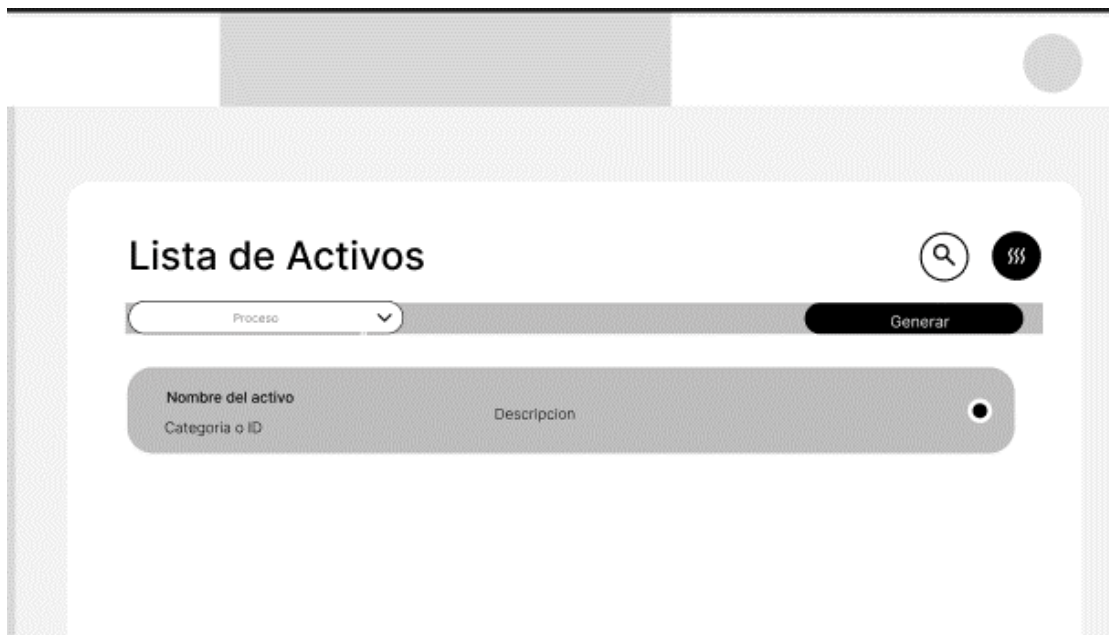 Lista de Activos
Proceso
Generar
Nombre del activo
Categoria o ID
Descripcion